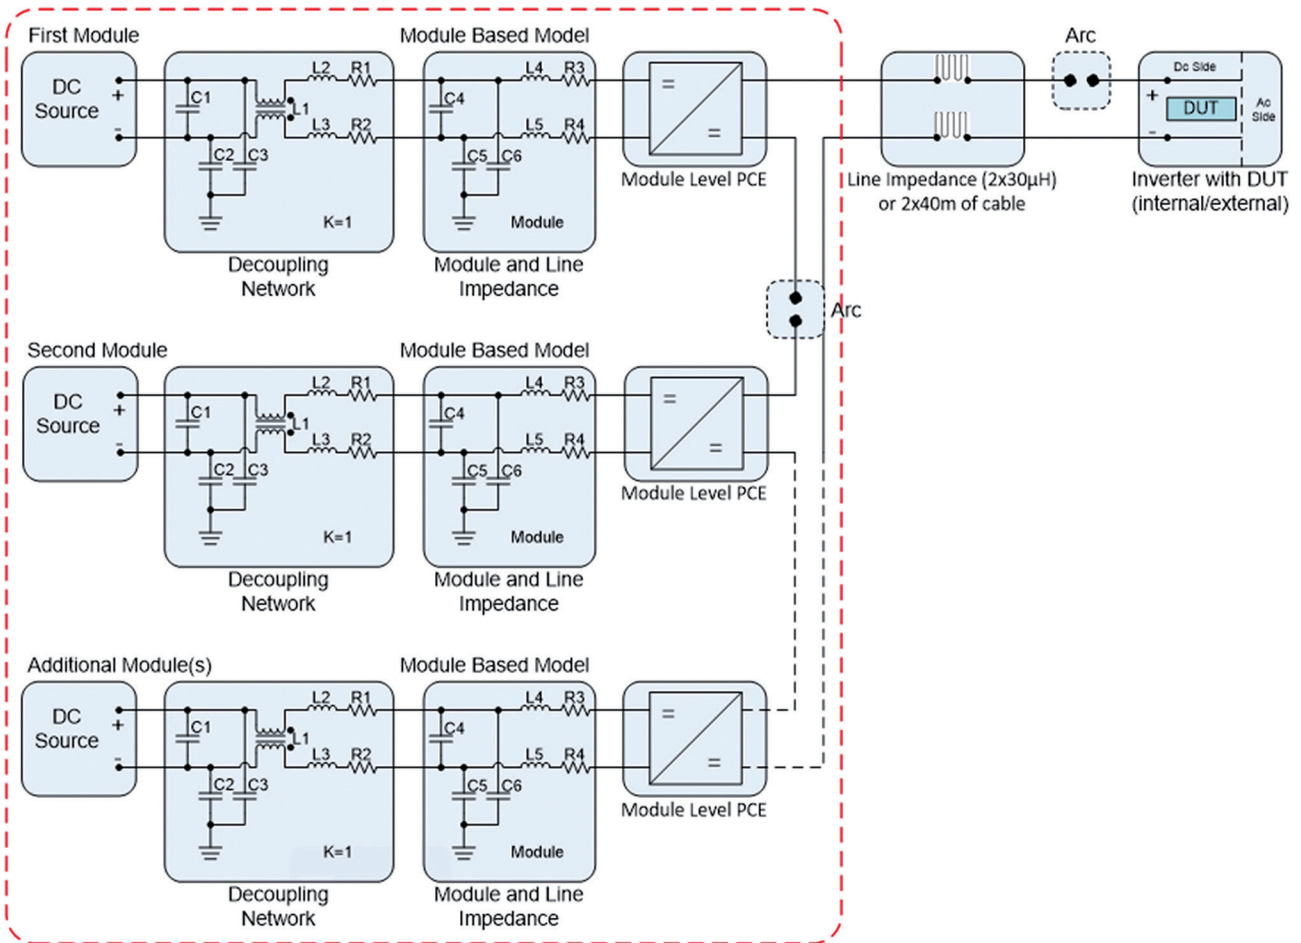 First Module
DC
Source
+
-
C1
C2
C3
L1
L2
R1
L3
R2
K=1
Decoupling
Network
Module Based Model
C4
C5
C6
L4
R3
L5
R4
Module
Module and Line
Impedance
=
=
Module Level PCE
Line Impedance (2x30µH)
or 2x40m of cable
Arc
Dc Side
+
DUT
-
Ac
Side
Inverter with DUT
(internal/external)
Arc
Second Module
DC
Source
+
-
C1
C2
C3
L1
L2
R1
L3
R2
K=1
Decoupling
Network
Module Based Model
C4
C5
C6
L4
R3
L5
R4
Module
Module and Line
Impedance
=
=
Module Level PCE
Additional Module(s)
DC
Source
+
-
C1
C2
C3
L1
L2
R1
L3
R2
K=1
Decoupling
Network
Module Based Model
C4
C5
C6
L4
R3
L5
R4
Module
Module and Line
Impedance
=
=
Module Level PCE